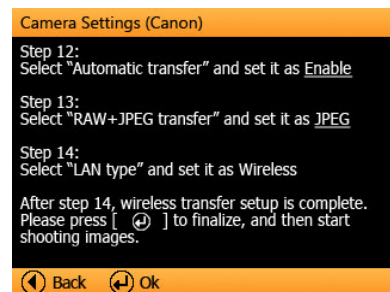 Camera Settings (Canon)
Step 12:
Select “Automatic transfer” and set it as Enable
Step 13:
Select “RAW+JPEG transfer” and set it as JPEG
Step 14:
Select “LAN type” and set it as Wireless
After step 14, wireless transfer setup is complete.
Please press [ ] to finalize, and then start
shooting images.
Back Ok